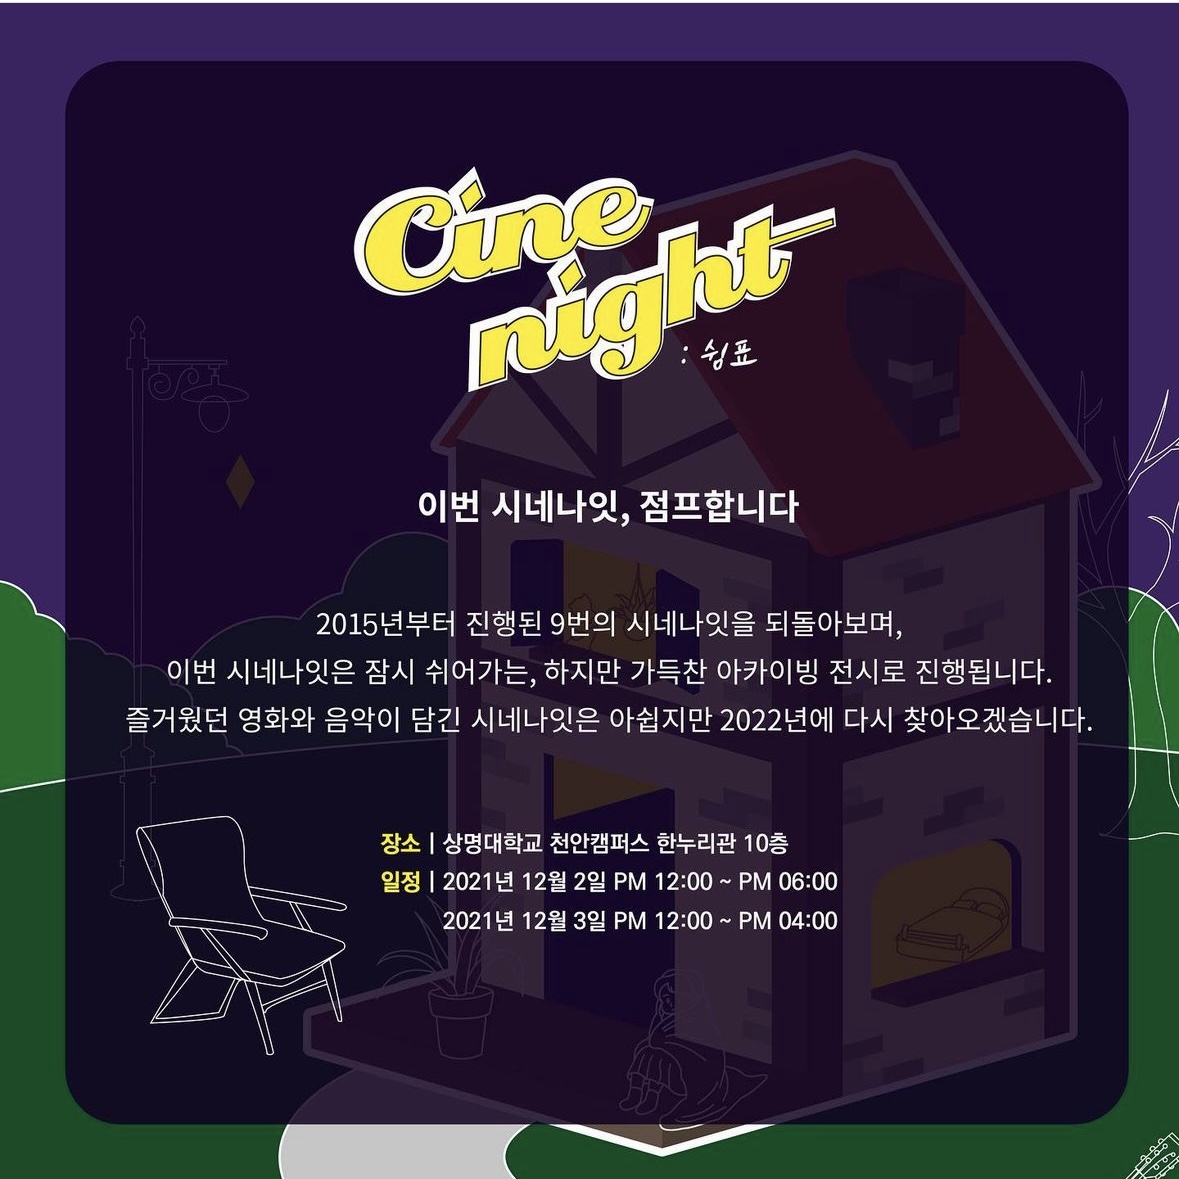 Cine
night
: 쉼표
이번 시네나잇, 점프합니다
2015년부터 진행된 9번의 시네나잇을 되돌아보며,
이번 시네나잇은 잠시 쉬어가는, 하지만 가득찬 아카이빙 전시로 진행됩니다.
즐거웠던 영화와 음악이 담긴 시네나잇은 아쉽지만 2022년에 다시 찾아오겠습니다.
장소 | 상명대학교 천안캠퍼스 한누리관 10층
일정 | 2021년 12월 2일 PM 12:00 ~ PM 06:00
2021년 12월 3일 PM 12:00 ~ PM 04:00